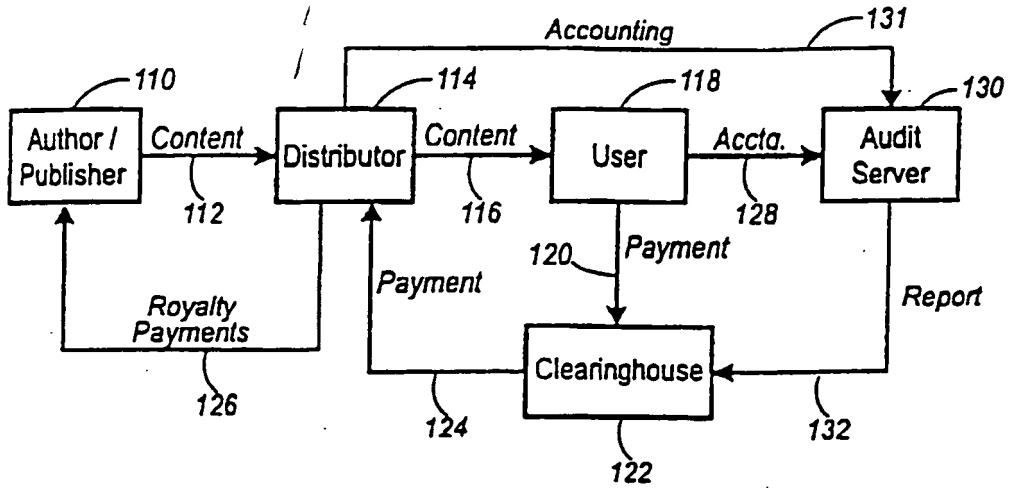 Accounting
131
110
114
118
130
Author /
Publisher
Content
112
Distributor
Content
116
User
Accta.
128
Audit
Server
120
Payment
Payment
Report
Royalty
Payments
126
124
Clearinghouse
122
132